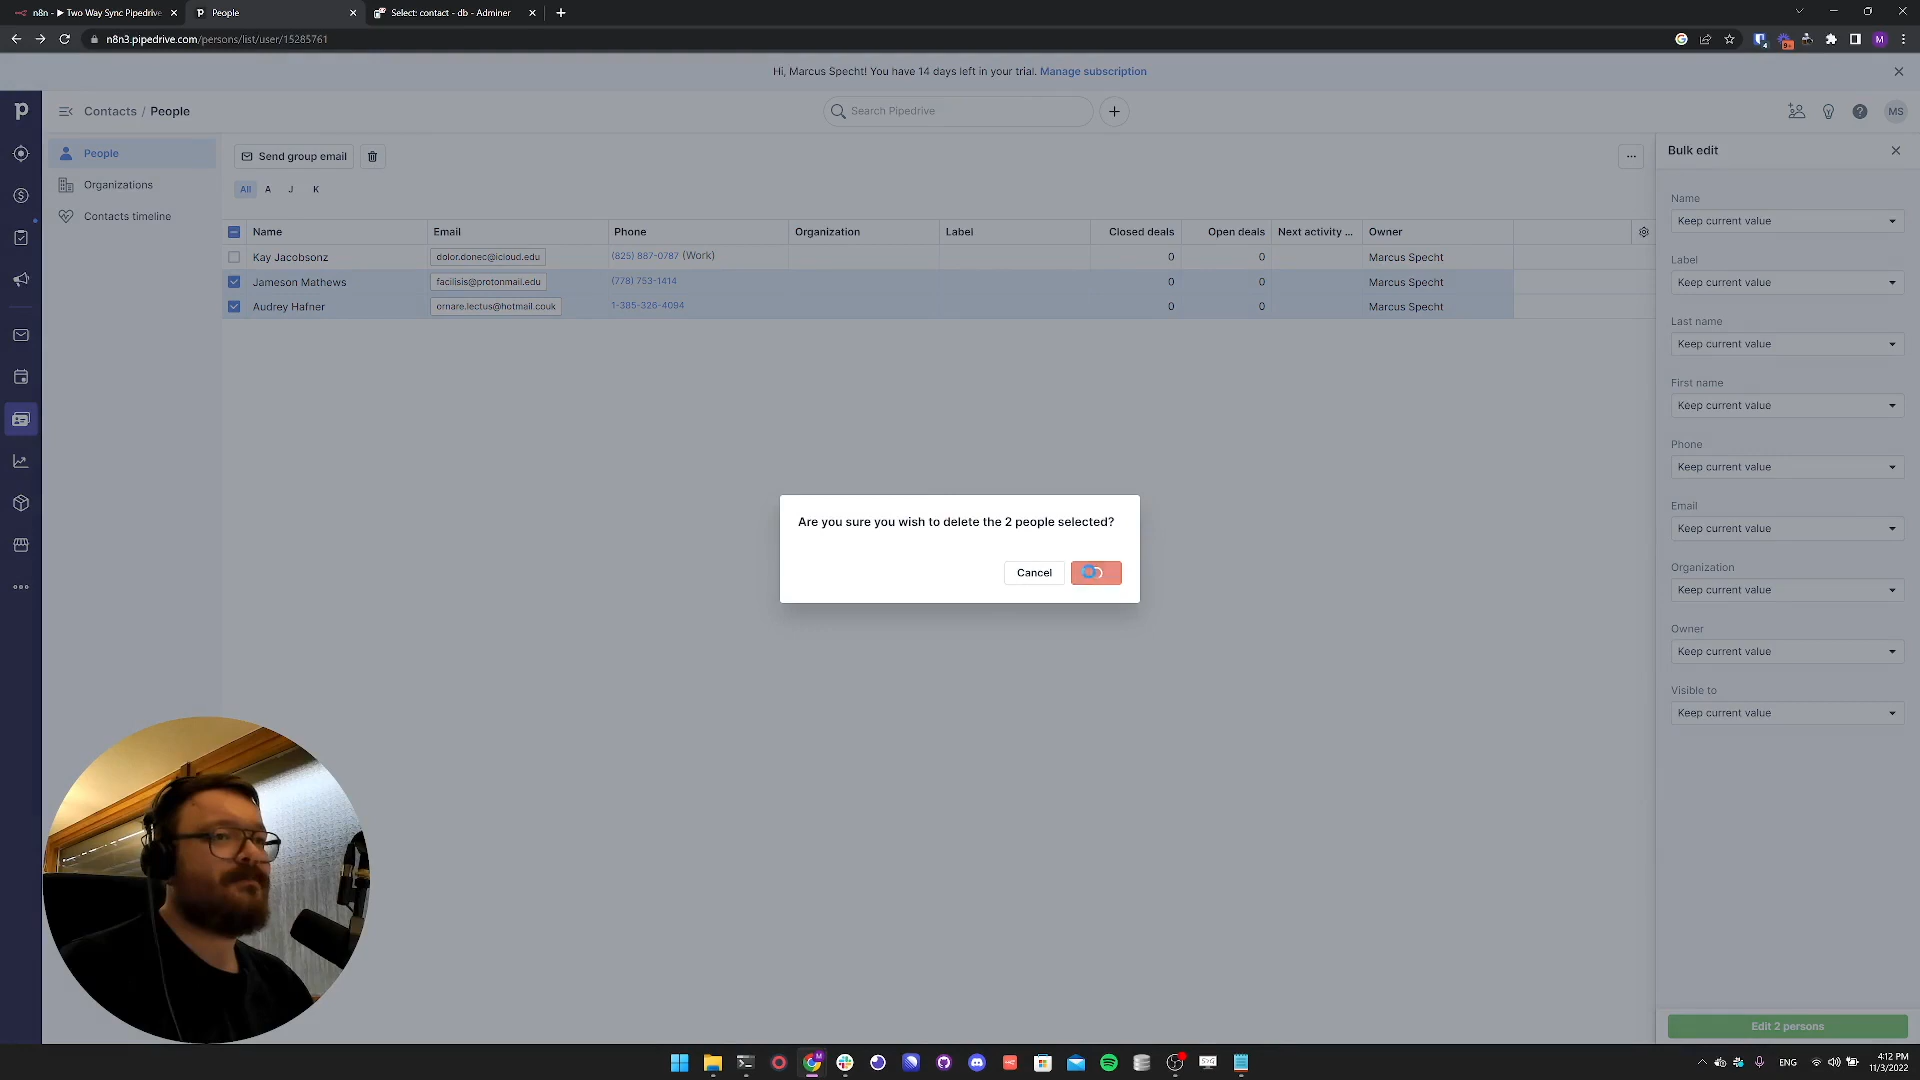 n8n - ▶ Two Way Sync Pipedrive
People
Select: contact - db - Adminer
n8n3.pipedrive.com/persons/list/user/15285761
Hi, Marcus Specht! You have 14 days left in your trial. Manage subscription
Contacts / People
Search Pipedrive
MS
People
Organizations
Contacts timeline
Send group email
All A J K
Name Email Phone Organization Label Closed deals Open deals Next activity ... Owner
Kay Jacobsonz dolor.donec@icloud.edu (825) 887-0787 (Work) 0 0 Marcus Specht
Jameson Mathews facilisis@protonmail.edu (778) 753-1414 0 0 Marcus Specht
Audrey Hafner ornare.lectus@hotmail.couk 1-385-326-4094 0 0 Marcus Specht
Are you sure you wish to delete the 2 people selected?
Cancel
Bulk edit
Name
Keep current value
Label
Keep current value
Last name
Keep current value
First name
Keep current value
Phone
Keep current value
Email
Keep current value
Organization
Keep current value
Owner
Keep current value
Visible to
Keep current value
Edit 2 persons
ENG
4:12 PM
11/3/2022